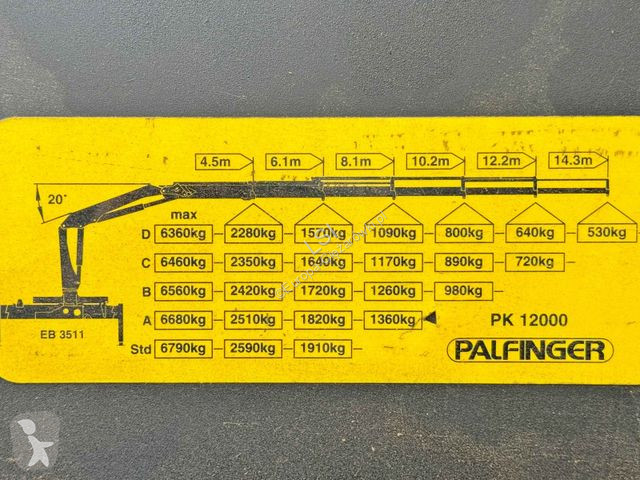 4.5m 6.1m 8.1m 10.2m 12.2m 14.3m
20°
max
D 6360kg 2280kg 1570kg 1090kg 800kg 640kg 530kg
C 6460kg 2350kg 1640kg 1170kg 890kg 720kg
B 6560kg 2420kg 1720kg 1260kg 980kg
A 6680kg 2510kg 1820kg 1360kg PK 12000
EB 3511
Std 6790kg 2590kg 1910kg PALFINGER